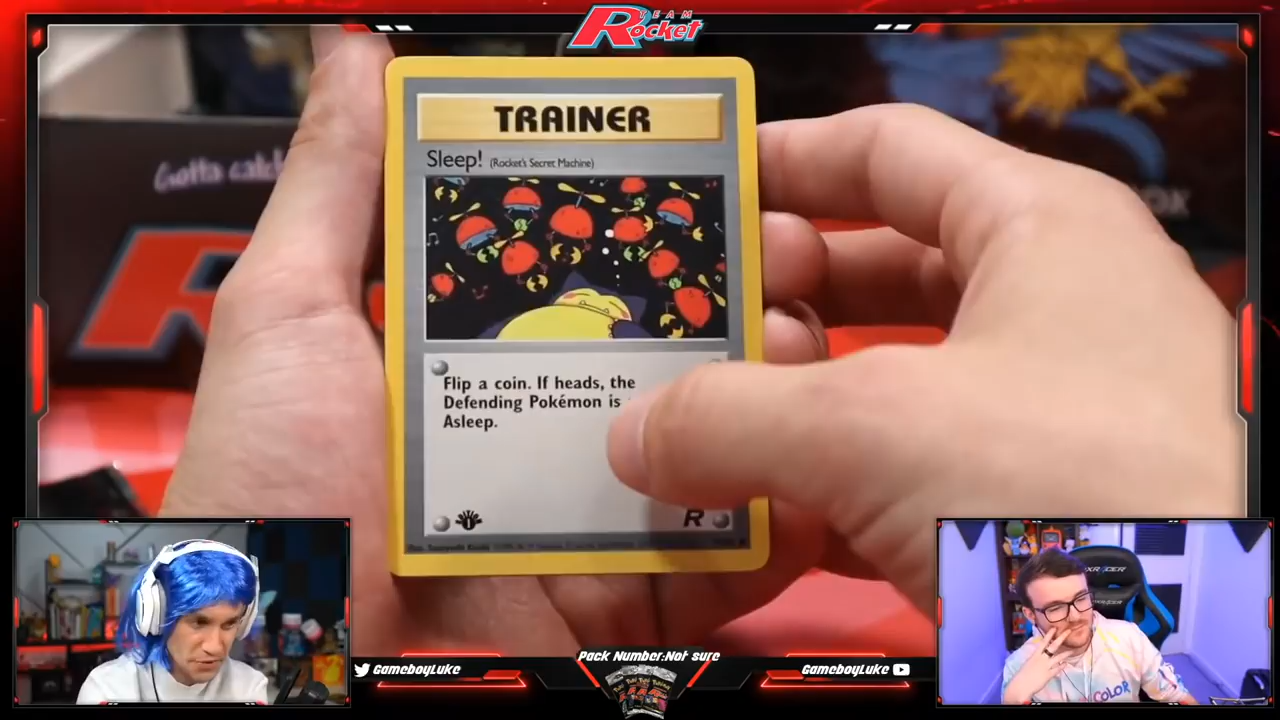 TEAM
Rocket
TRAINER
Sleep! (Rocket's Secret Machine)
Gotta catch
R
Flip a coin. If heads, the
Defending Pokémon is
Asleep.
1
R
Pack Number:Not sure
GameboyLuke
GameboyLuke
COLOR